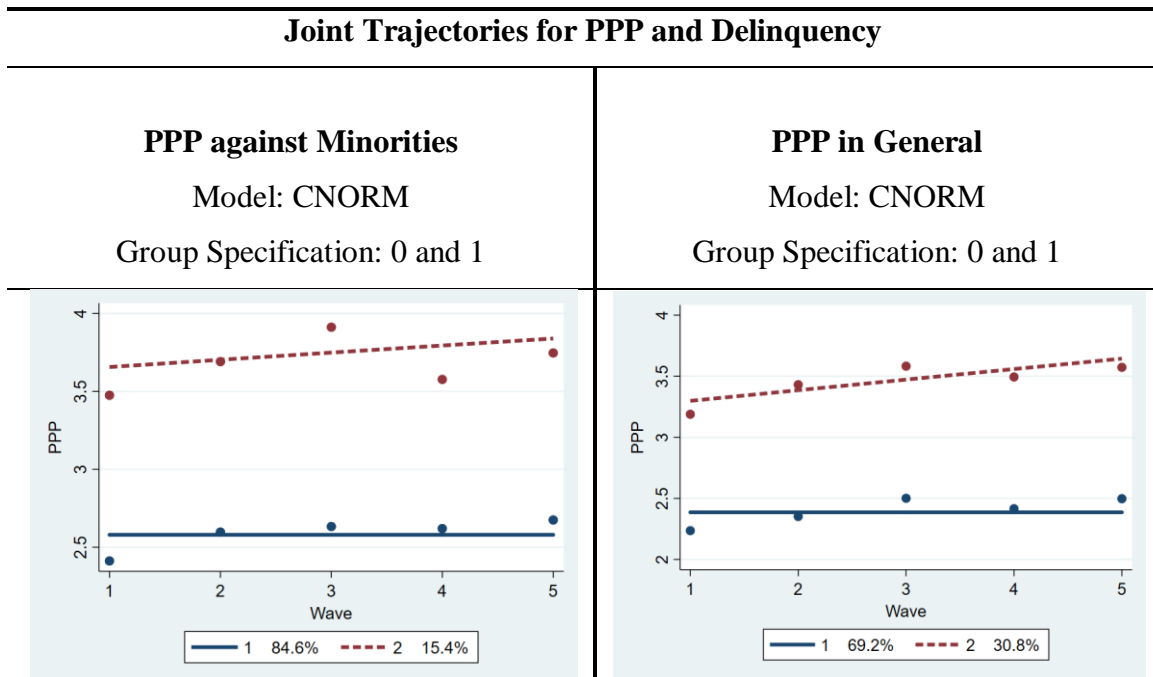 Joint Trajectories for PPP and Delinquency
PPP against Minorities
Model: CNORM
Group Specification: 0 and 1
PPP in General
Model: CNORM
Group Specification: 0 and 1
4
3.5
3
2.5
PPP
1 2 3 4 5
Wave
1 84.6% 2 15.4%
4
3.5
3
2.5
2
PPP
1 2 3 4 5
Wave
1 69.2% 2 30.8%